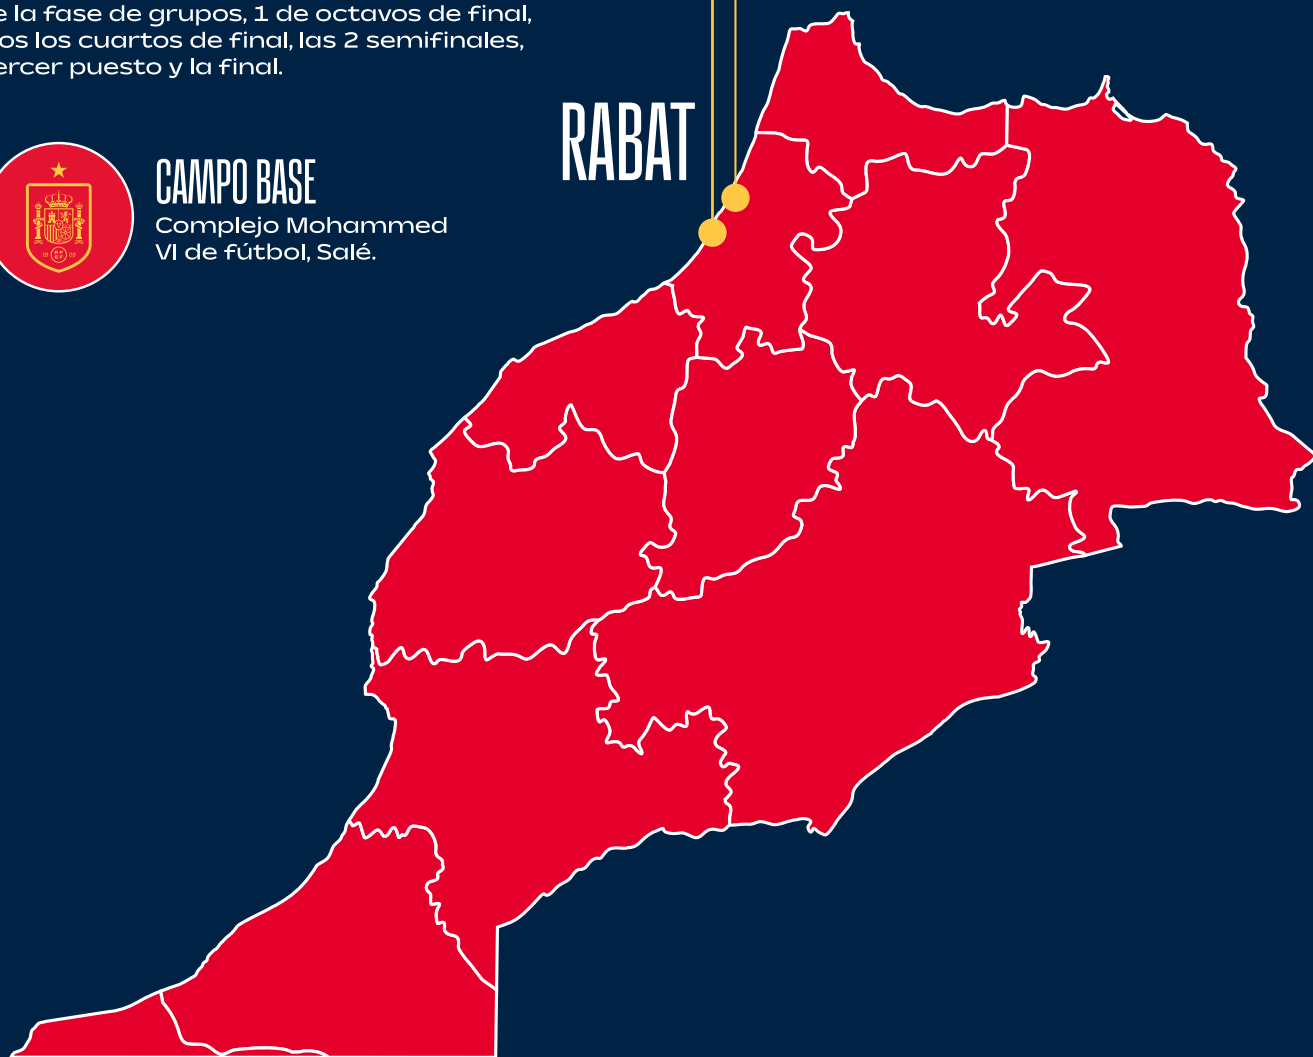 e la fase de grupos, 1 de octavos de final,
os los cuartos de final, las 2 semifinales,
ercer puesto y la final.
RABAT
CAMPO BASE
Complejo Mohammed
VI de fútbol, Salé.